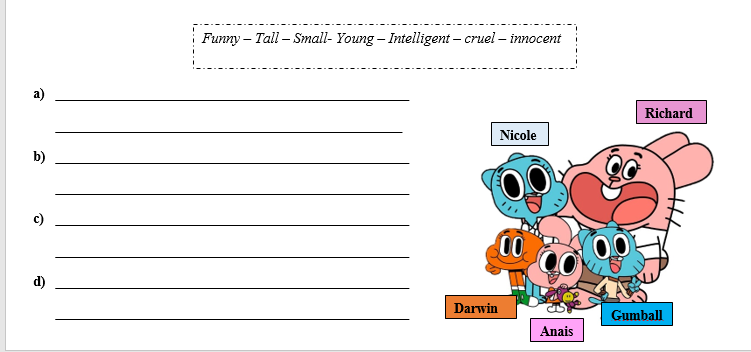 Funny – Tall – Small- Young – Intelligent – cruel – innocent
a)
Richard
Nicole
b)
c)
d)
Darwin
Gumball
Anais